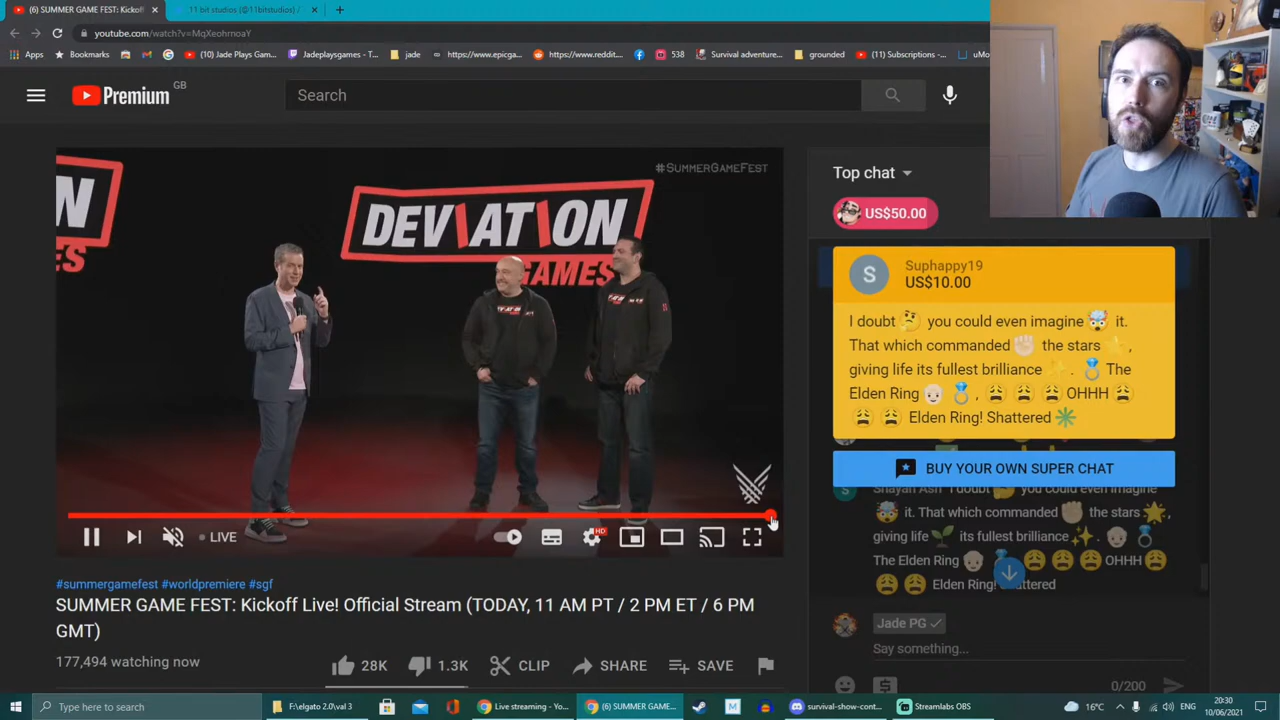 (6) SUMMER GAME FEST: Kickoff
11 bit studios (@11bitstudios) /
youtube.com/watch?v=MqXeohrnoaY
Apps
Bookmarks
(10) Jade Plays Gam...
Jadeplaysgames - T...
jade
https://www.epicga...
https://www.reddit...
538
Survival adventure...
grounded
(11) Subscriptions -...
uMo
Premium
GB
Search
#SUMMERGAMEFEST
DEVIATION
GAMES
Top chat
US$50.00
Suphappy19
US$10.00
I doubt 🤔 you could even imagine 🤯 it.
That which commanded ✊🏻 the stars ⭐,
giving life its fullest brilliance ✨. 💍 The
Elden Ring 👴🏻 💍, 😩 😩 😩 OHHH 😩
😩 😩 Elden Ring! Shattered ✳️
BUY YOUR OWN SUPER CHAT
Shayan Ash I doubt 🤔 you could even imagine
🤯 it. That which commanded ✊🏻 the stars 🌟,
giving life 🌱 its fullest brilliance ✨. 👴🏻 💍
The Elden Ring 👴🏻 😩 😩 😩 OHHH 😩
😩 😩 Elden Ring! Shattered
LIVE
HD
#summergamefest #worldpremiere #sgf
SUMMER GAME FEST: Kickoff Live! Official Stream (TODAY, 11 AM PT / 2 PM ET / 6 PM
GMT)
177,494 watching now
28K
1.3K
CLIP
SHARE
SAVE
Jade PG
Say something...
0/200
Type here to search
F:\elgato 2.0\val 3
Live streaming - Yo...
(6) SUMMER GAME...
survival-show-cont...
Streamlabs OBS
16°C
20:30
10/06/2021